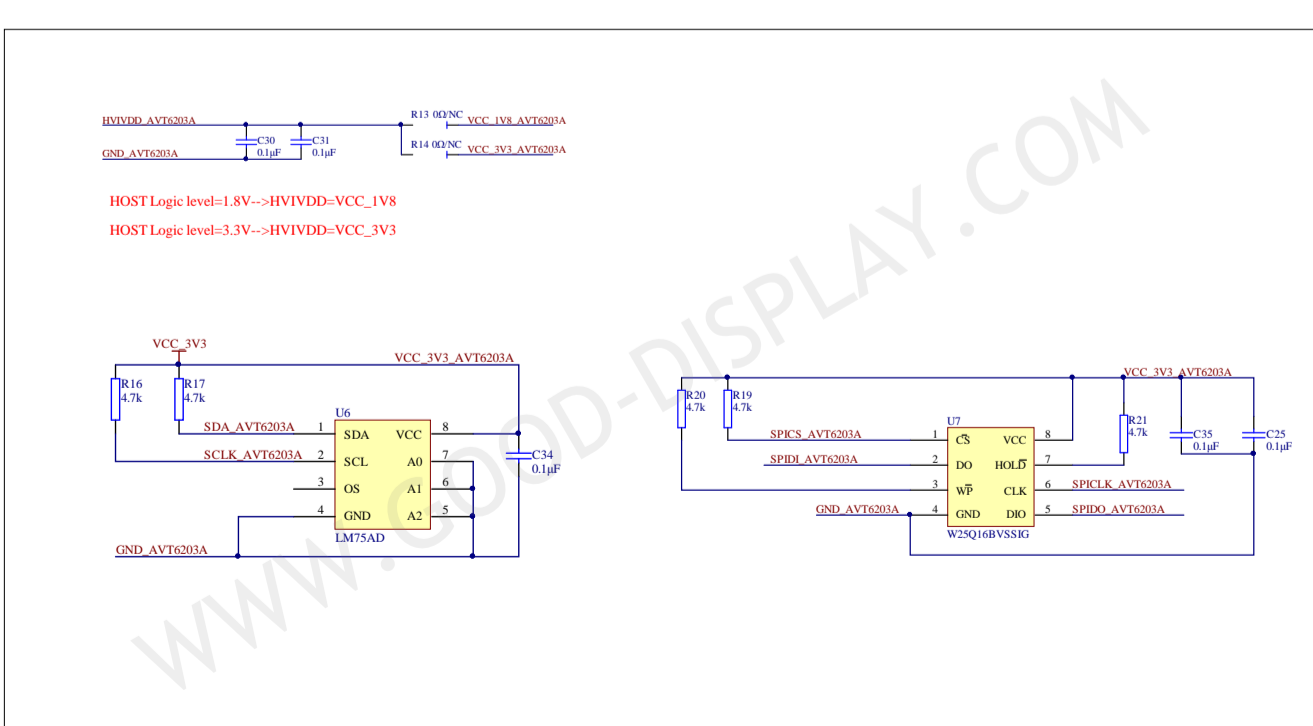 HVIVDD_AVT6203A
GND_AVT6203A
C30
0.1μF
C31
0.1μF
R13 0Ω/NC VCC_1V8_AVT6203A
R14 0Ω/NC VCC_3V3_AVT6203A
HOST Logic level=1.8V-->HVIVDD=VCC_1V8
HOST Logic level=3.3V-->HVIVDD=VCC_3V3
VCC_3V3
VCC_3V3_AVT6203A
R16
4.7k
R17
4.7k
U6
SDA_AVT6203A 1 SDA VCC 8
SCLK_AVT6203A 2 SCL A0 7
3 OS A1 6
4 GND A2 5
LM75AD
GND_AVT6203A
C34
0.1μF
VCC_3V3_AVT6203A
R20
4.7k
R19
4.7k
R21
4.7k
U7
SPICS_AVT6203A 1 CS VCC 8
SPIDI_AVT6203A 2 DO HOLD 7
3 WP CLK 6 SPICLK_AVT6203A
GND_AVT6203A 4 GND DIO 5 SPIDO_AVT6203A
W25Q16BVSSIG
C35
0.1μF
C25
0.1μF
WWW.GOOD-DISPLAY.COM